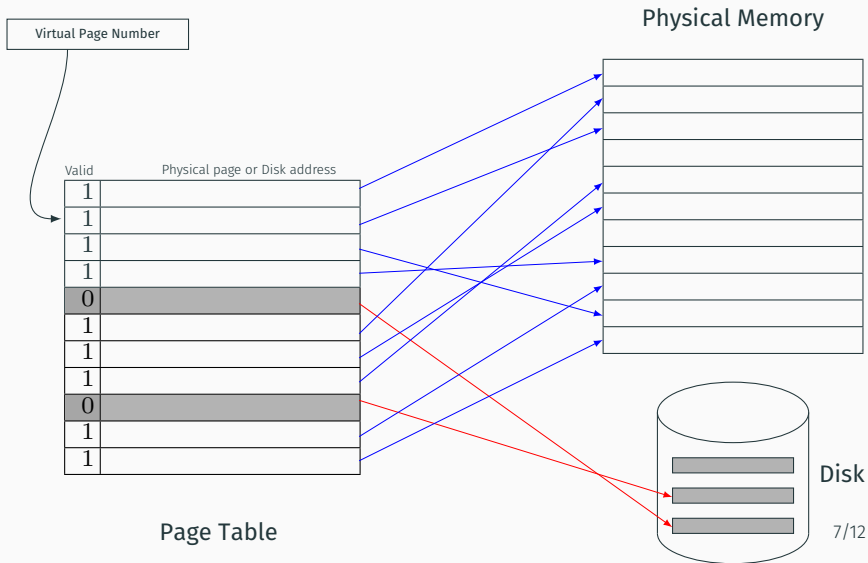 Physical Memory
Virtual Page Number
Valid Physical page or Disk address
1
1
1
1
0
1
1
1
0
1
1
Disk
Page Table
7/12